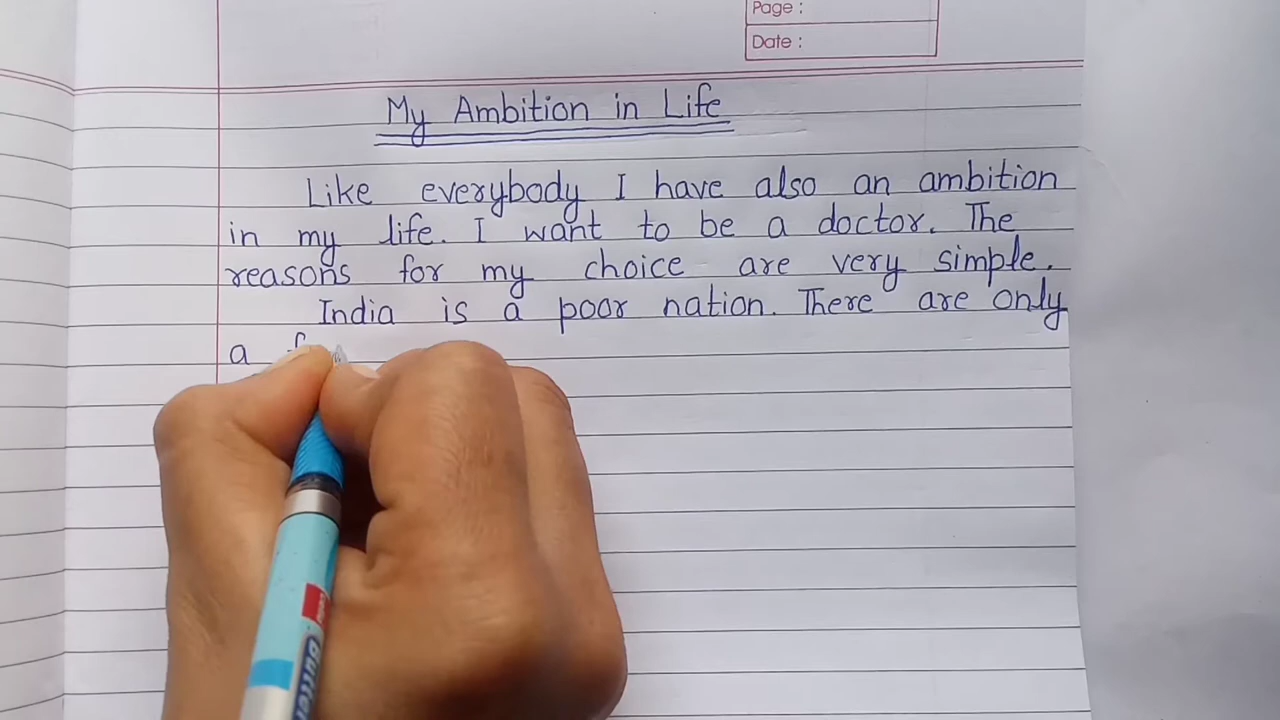 Page :
Date :
My Ambition in Life
Like everybody I have also an ambition
in my life. I want to be a doctor. The
reasons for my choice are very simple.
India is a poor nation. There are only
a f
Butter